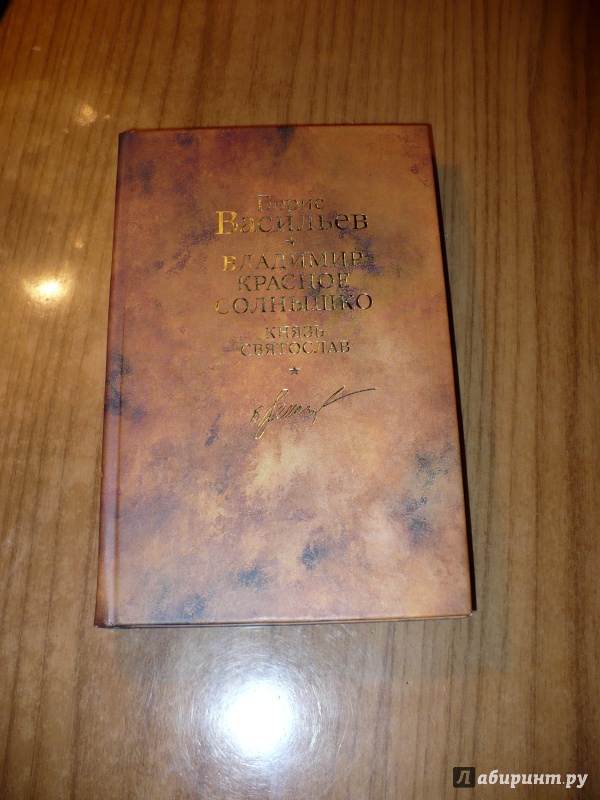 Борис
Васильев
ВЛАДИМИР
КРАСНОЕ
СОЛНЫШКО
КНЯЗЬ
СВЯТОСЛАВ
Лабиринт.ру